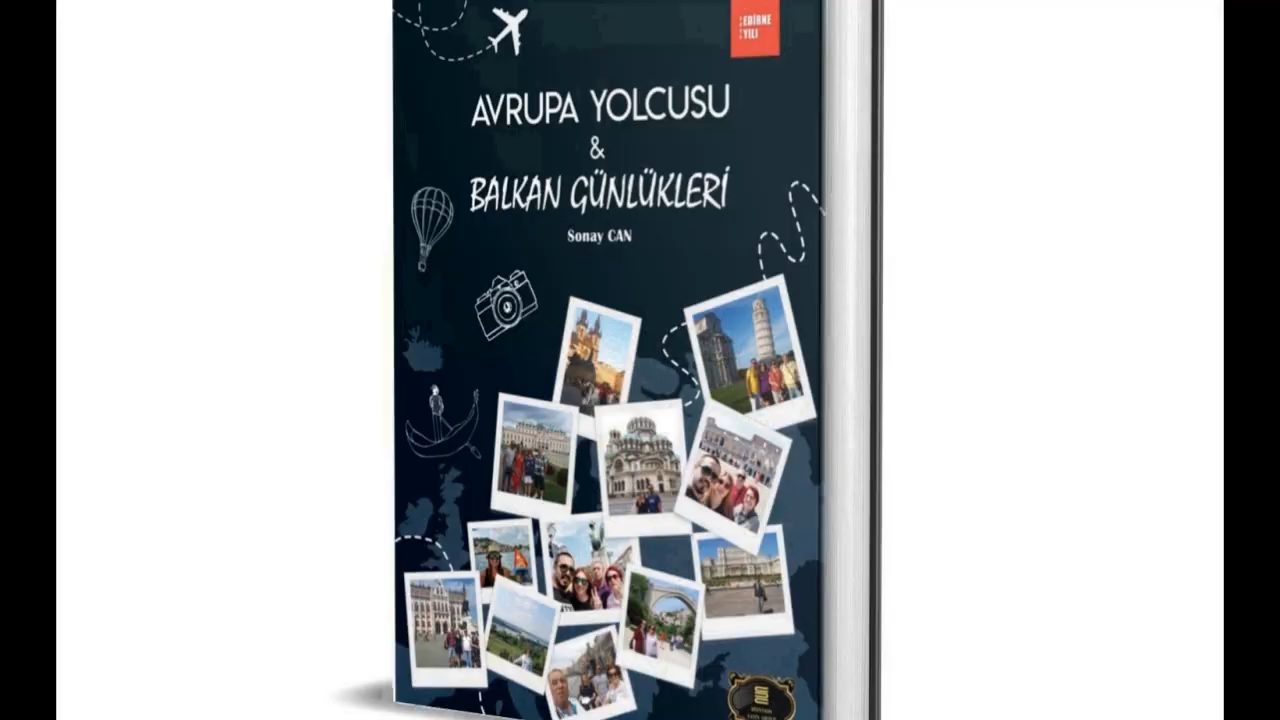 EDİRNE
YILI
AVRUPA YOLCUSU
&
BALKAN GÜNLÜKLERİ
Sonay CAN